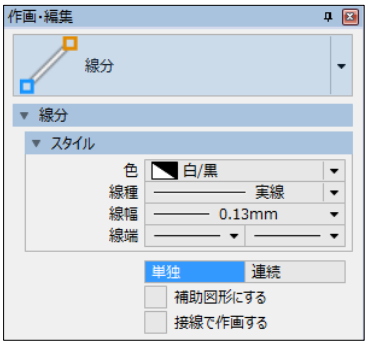 作画・編集
線分
線分
スタイル
色 白/黒
線種 実線
線幅 0.13mm
線端
単独 連続
補助図形にする
接線で作画する